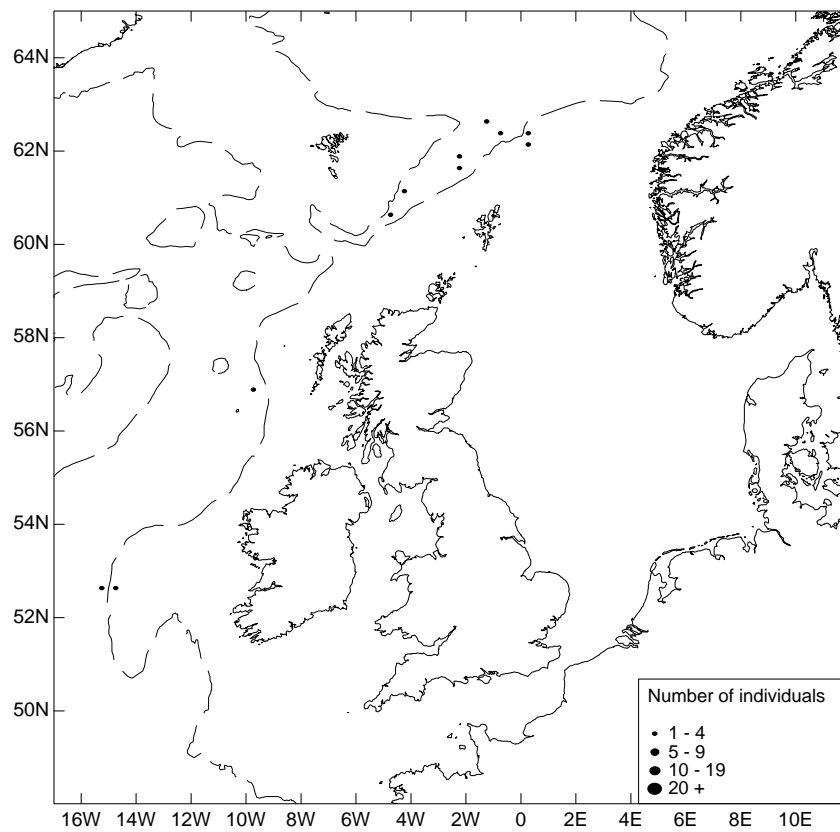 64N
62N
60N
58N
56N
54N
52N
50N
Number of individuals
1 - 4
5 - 9
10 - 19
20 +
16W 14W 12W 10W 8W 6W 4W 2W 0 2E 4E 6E 8E 10E